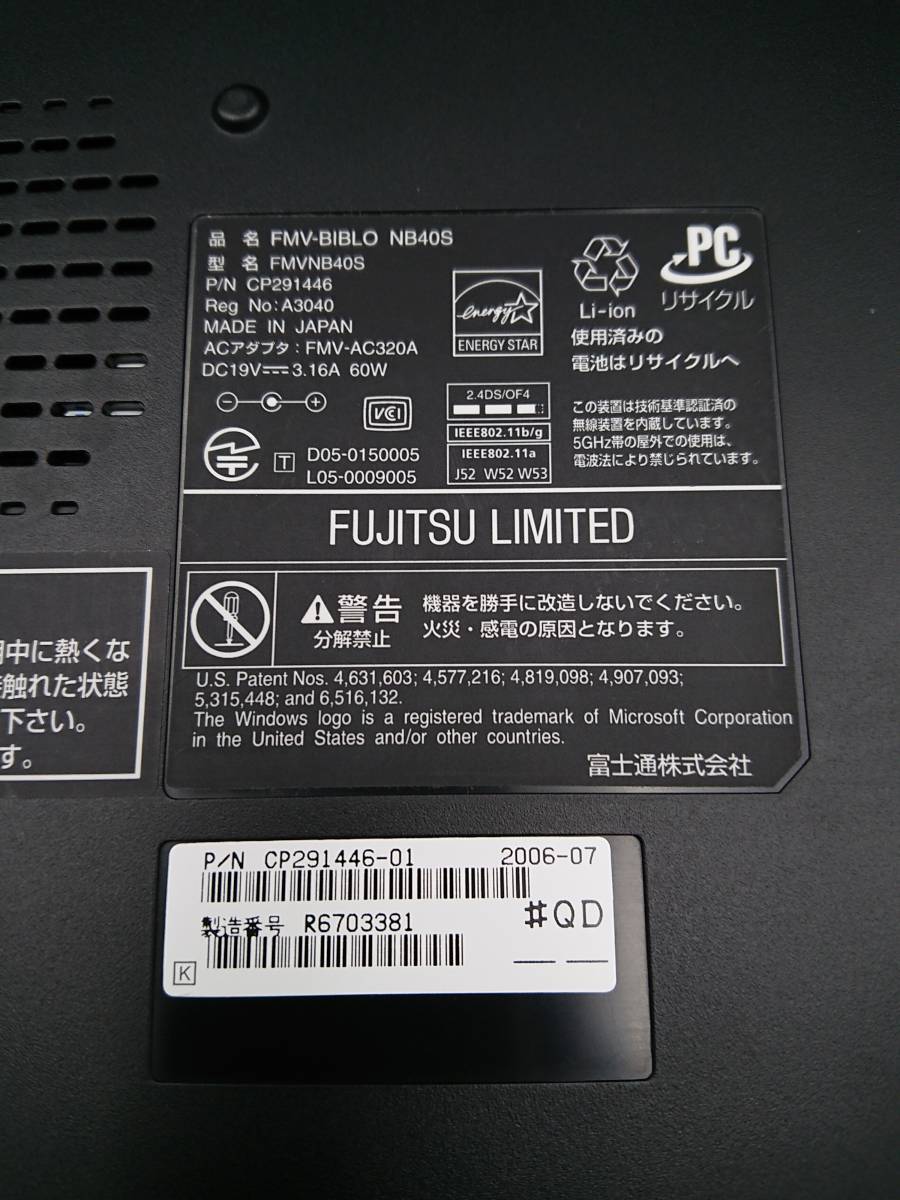 品 名 FMV-BIBLO NB40S
型 名 FMVNB40S
P/N CP291446
Reg No:A3040
MADE IN JAPAN
ACアダプタ：FMV-AC320A
DC19V⎓3.16A 60W
energy
ENERGY STAR
Li-ion
PC
リサイクル
使用済みの
電池はリサイクルへ
VCCI
2.4DS/OF4
IEEE802.11b/g
IEEE802.11a
J52 W52 W53
この装置は技術基準認証済の
無線装置を内蔵しています。
5GHz帯の屋外での使用は、
電波法により禁じられています。
T D05-0150005
L05-0009005
FUJITSU LIMITED
警告
分解禁止
機器を勝手に改造しないでください。
火災・感電の原因となります。
U.S. Patent Nos. 4,631,603; 4,577,216; 4,819,098; 4,907,093;
5,315,448; and 6,516,132.
The Windows logo is a registered trademark of Microsoft Corporation
in the United States and/or other countries.
富士通株式会社
中に熱くな
触れた状態
下さい。
す。
P/N CP291446-01 2006-07
製造番号 R6703381 #QD
K